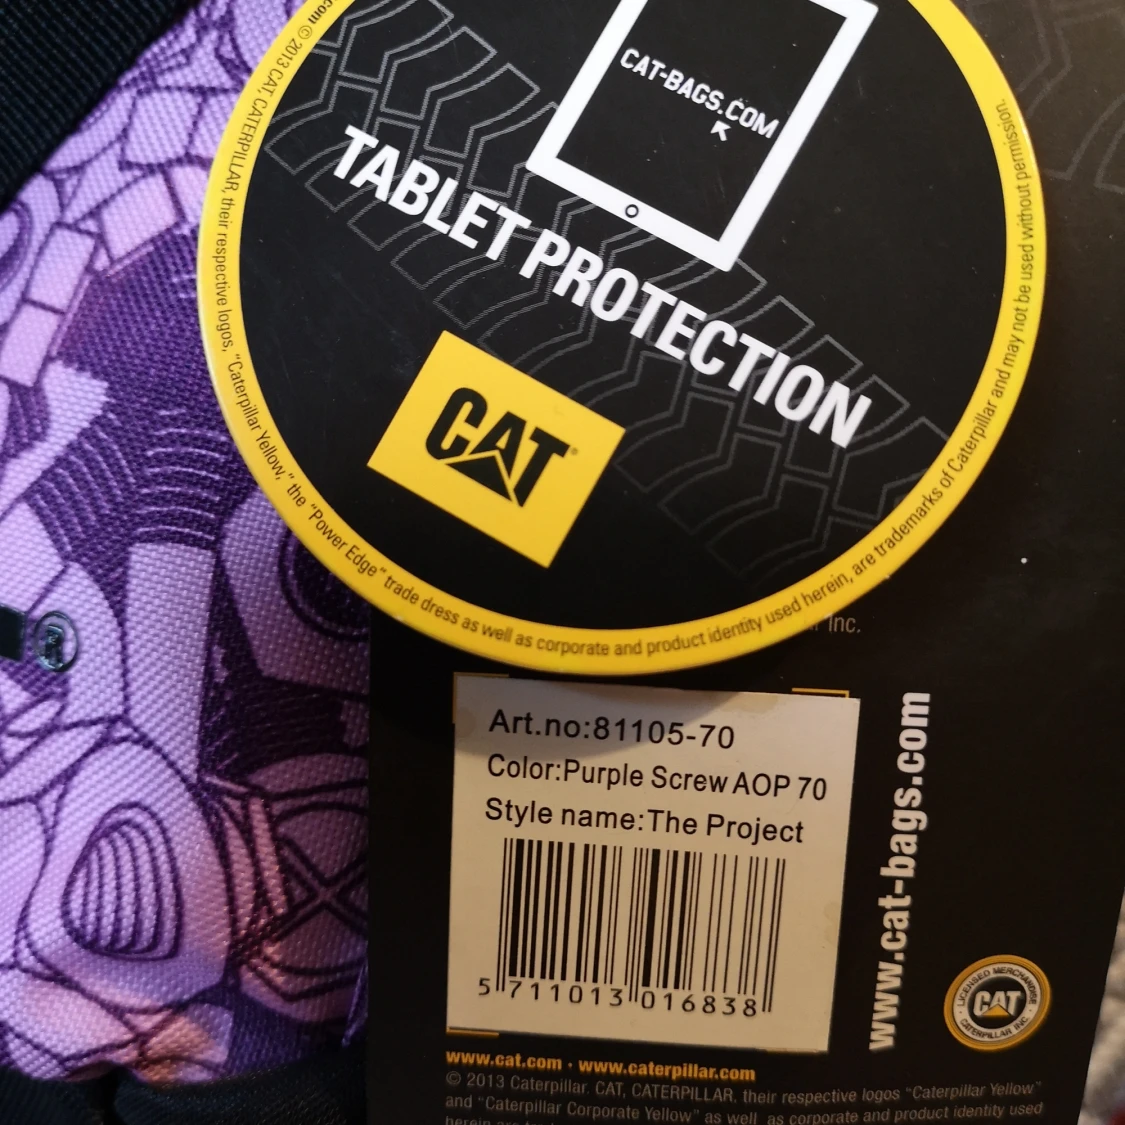 CAT-BAGS.COM
TABLET PROTECTION
CAT
.com © 2013 CAT, CATERPILLAR, their respective logos, "Caterpillar Yellow," the "Power Edge" trade dress as well as corporate and product identity used herein, are trademarks of Caterpillar and may not be used without permission.
Inc.
Art.no:81105-70
Color:Purple Screw AOP 70
Style name:The Project
5 711013 016838
www.cat-bags.com
LICENSED MERCHANDISE
CAT
CATERPILLAR INC.
www.cat.com · www.caterpillar.com
© 2013 Caterpillar. CAT, CATERPILLAR, their respective logos "Caterpillar Yellow"
and "Caterpillar Corporate Yellow" as well as corporate and product identity used
herein are